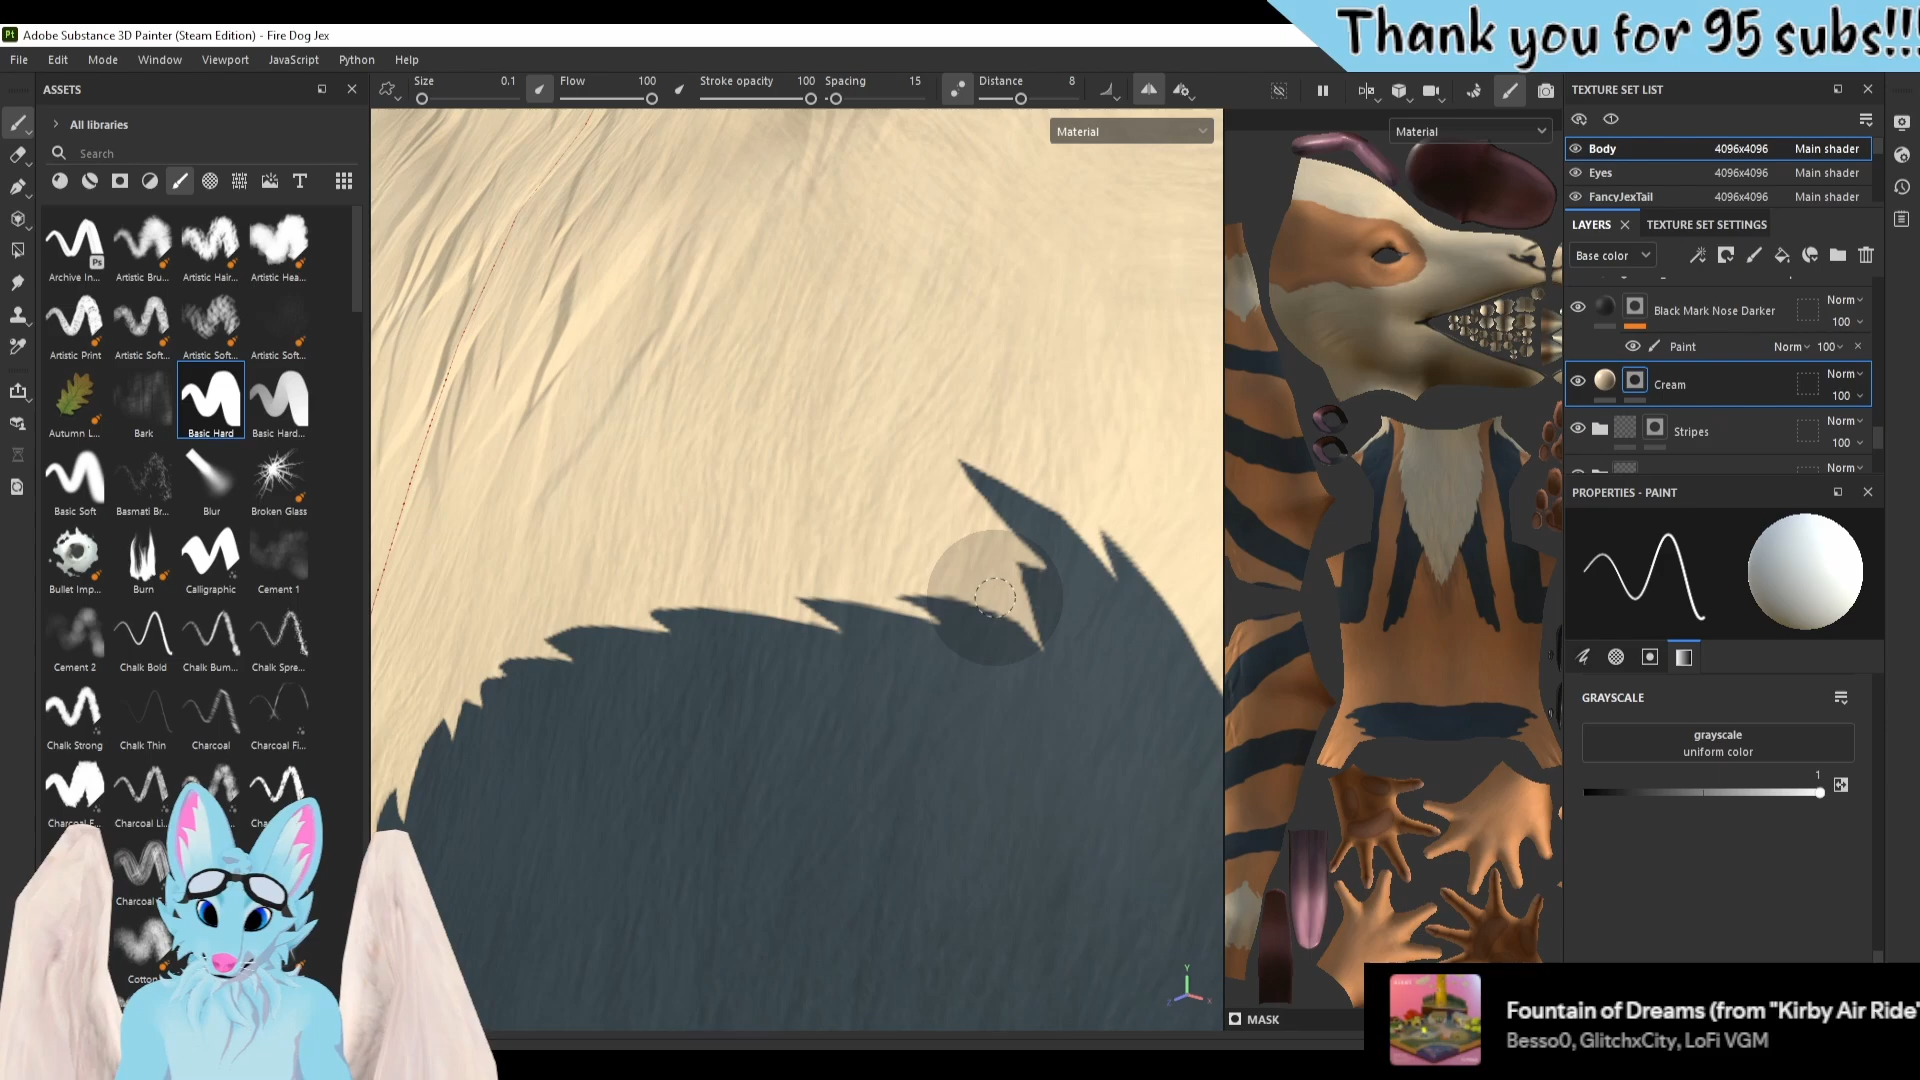 Thank you for 95 subs!!!
Adobe Substance 3D Painter (Steam Edition) - Fire Dog Jex
File Edit Mode Window Viewport JavaScript Python Help
ASSETS
Size 0.1 Flow 100 Stroke opacity 100 Spacing 15 Distance 8
All libraries
Search
Archive In...
Artistic Bru...
Artistic Hair...
Artistic Hea...
Artistic Print
Artistic Soft...
Artistic Soft...
Artistic Soft...
Autumn L...
Bark
Basic Hard
Basic Hard...
Basic Soft
Basmati Br...
Blur
Broken Glass
Bullet Imp...
Burn
Calligraphic
Cement 1
Cement 2
Chalk Bold
Chalk Bum...
Chalk Spre...
Chalk Strong
Chalk Thin
Charcoal
Charcoal Fi...
Charcoal Li...
Cotton
Material
Material
MASK
TEXTURE SET LIST
Body 4096x4096 Main shader
Eyes 4096x4096 Main shader
FancyJexTail 4096x4096 Main shader
LAYERS TEXTURE SET SETTINGS
Base color
Black Mark Nose Darker Norm 100
Paint Norm 100
Cream Norm 100
Stripes Norm 100
Norm
PROPERTIES - PAINT
GRAYSCALE
grayscale
uniform color
1
Y
Z X
Fountain of Dreams (from "Kirby Air Ride"
Besso0, GlitchxCity, LoFi VGM